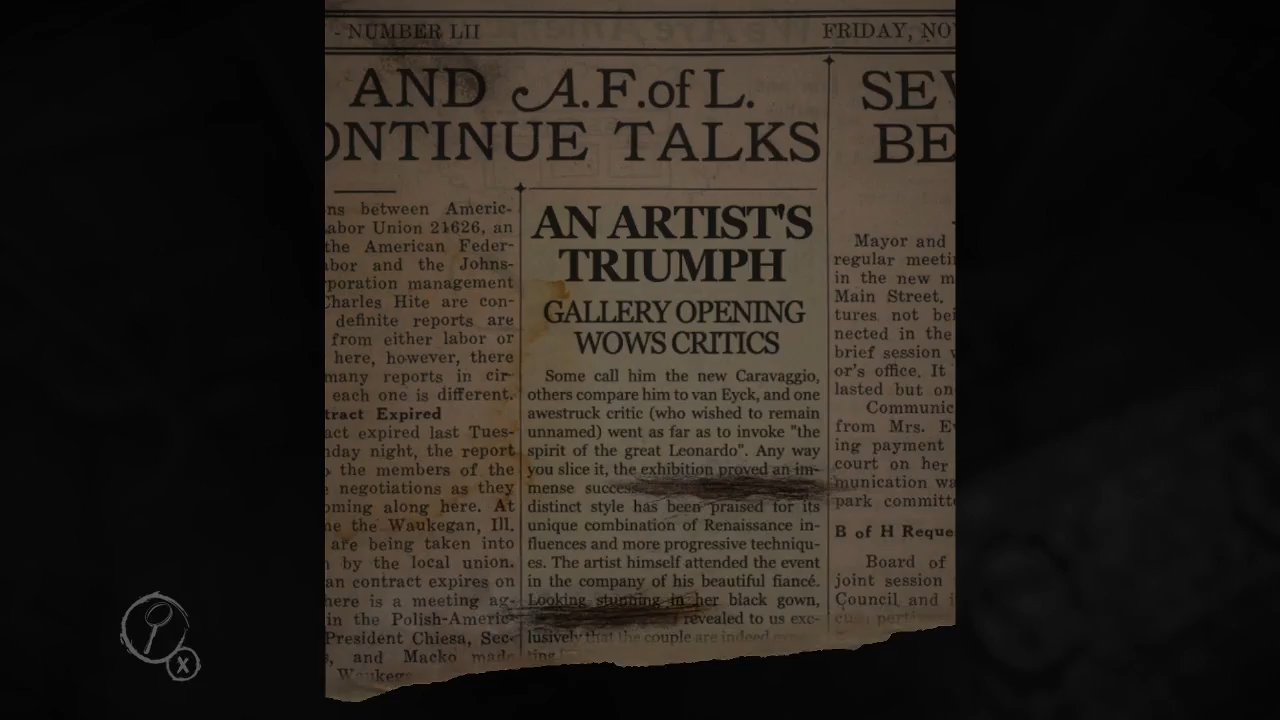 - NUMBER LII
FRIDAY, NOV
AND A.F.of L.
ONTINUE TALKS
SEV
BE
ns between Americ-
abor Union 21626, an
the American Feder-
abor and the Johns-
rporation management
Charles Hite are con-
definite reports are
from either labor or
here, however, there
many reports in cir-
each one is different.
tract Expired
act expired last Tues-
day night, the report
the members of the
negotiations as they
oming along here. At
ne the Waukegan, Ill.
are being taken into
by the local union.
an contract expires on
here is a meeting ag-
in the Polish-Americ-
President Chiesa, Sec-
, and Macko made
Waukega
AN ARTIST'S
TRIUMPH
GALLERY OPENING
WOWS CRITICS
Some call him the new Caravaggio,
others compare him to van Eyck, and one
awestruck critic (who wished to remain
unnamed) went as far as to invoke "the
spirit of the great Leonardo". Any way
you slice it, the exhibition proved an im-
mense success
distinct style has been praised for its
unique combination of Renaissance in-
fluences and more progressive techniqu-
es. The artist himself attended the event
in the company of his beautiful fiancé.
Looking stunning in her black gown,
revealed to us exc-
lusively that the couple are indeed expec-
ting
Mayor and
regular meetin
in the new m
Main Street.
tures not bei
nected in the
brief session w
or's office. It
lasted but on
Communic
from Mrs. Ev
ing payment
court on her
munication wa
park committe
B of H Reque
Board of
joint session
Council and i
X